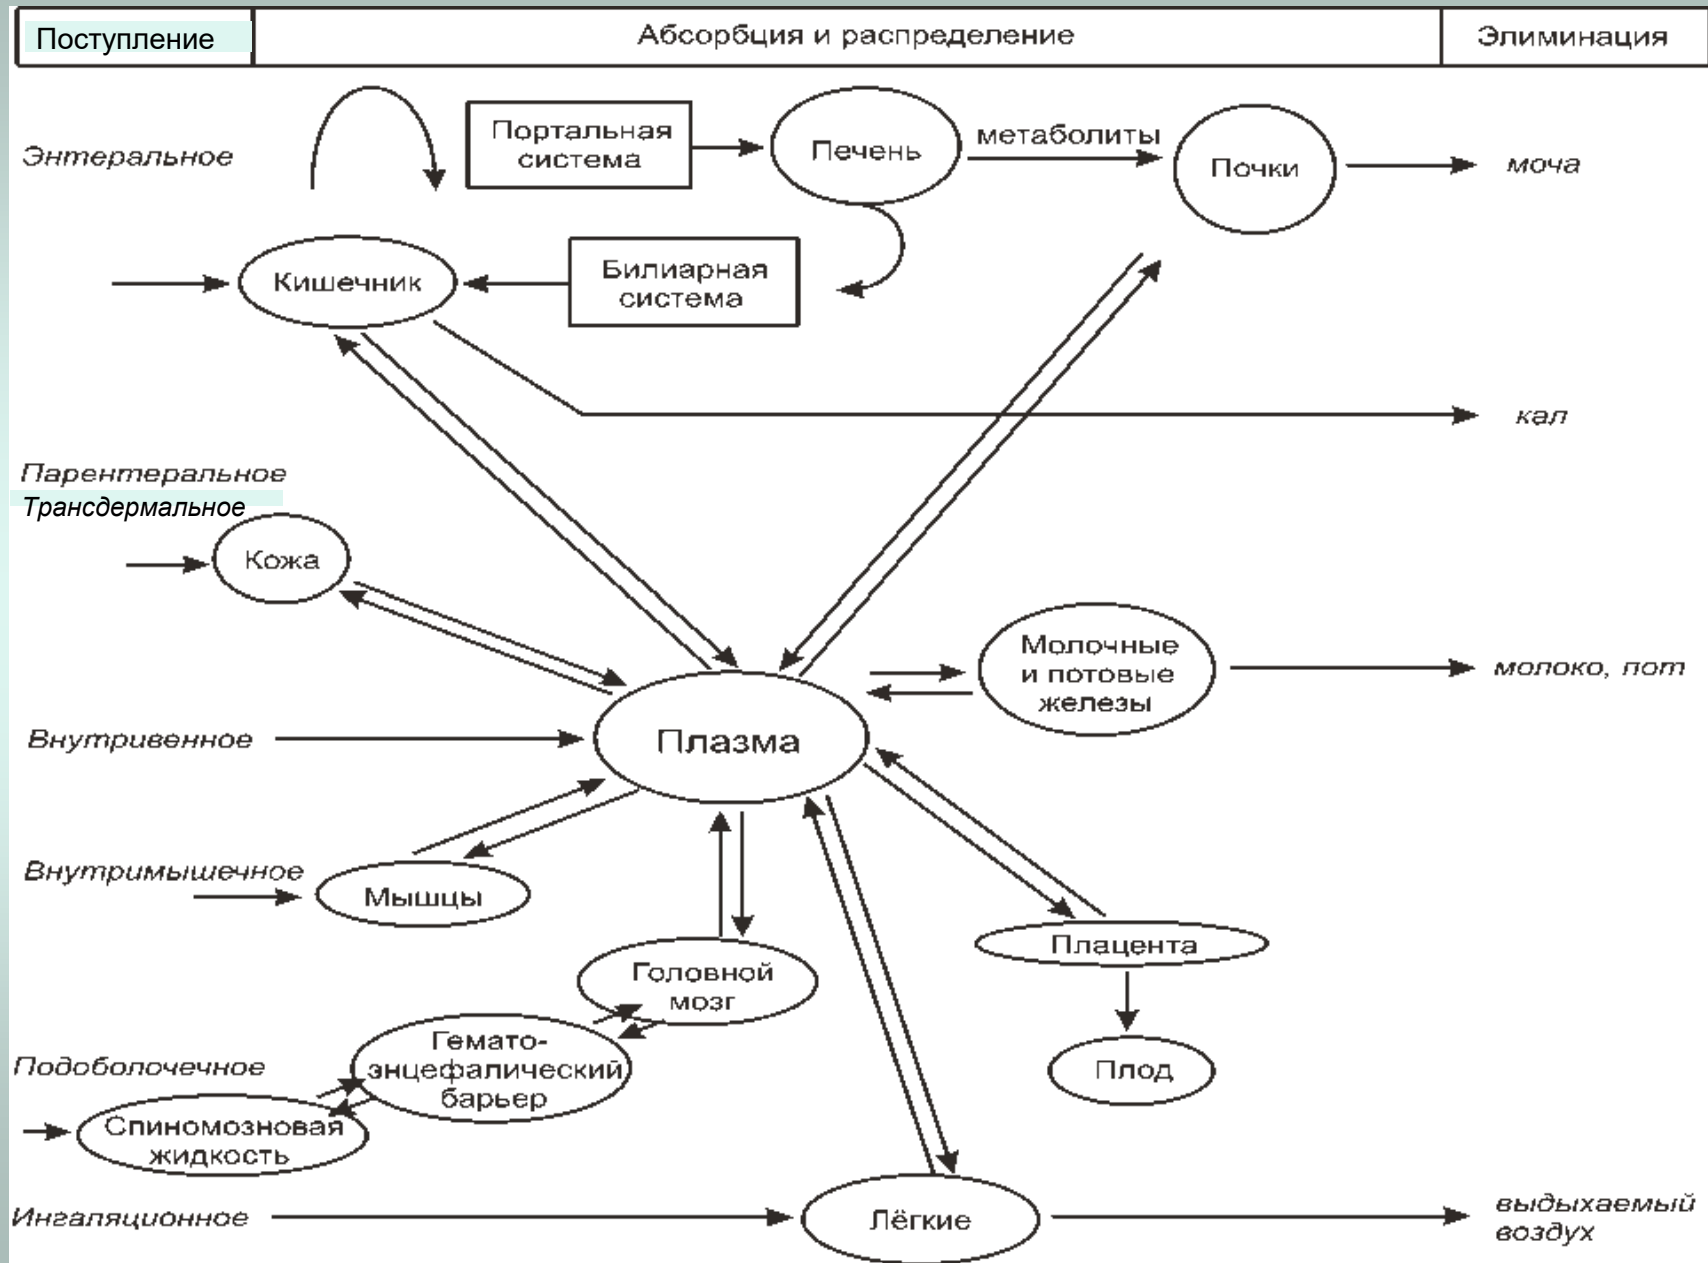 Поступление
Абсорбция и распределение
Элиминация
Энтеральное
Портальная
система
Печень
метаболиты
Почки
моча
Кишечник
Билиарная
система
кал
Парентеральное
Трансдермальное
Кожа
Молочные
и потовые
железы
молоко, пот
Внутривенное
Плазма
Внутримышечное
Мышцы
Плацента
Головной
мозг
Плод
Подоболочечное
Гемато-
энцефалический
барьер
Спиномозновая
жидкость
Ингаляционное
Лёгкие
выдыхаемый
воздух